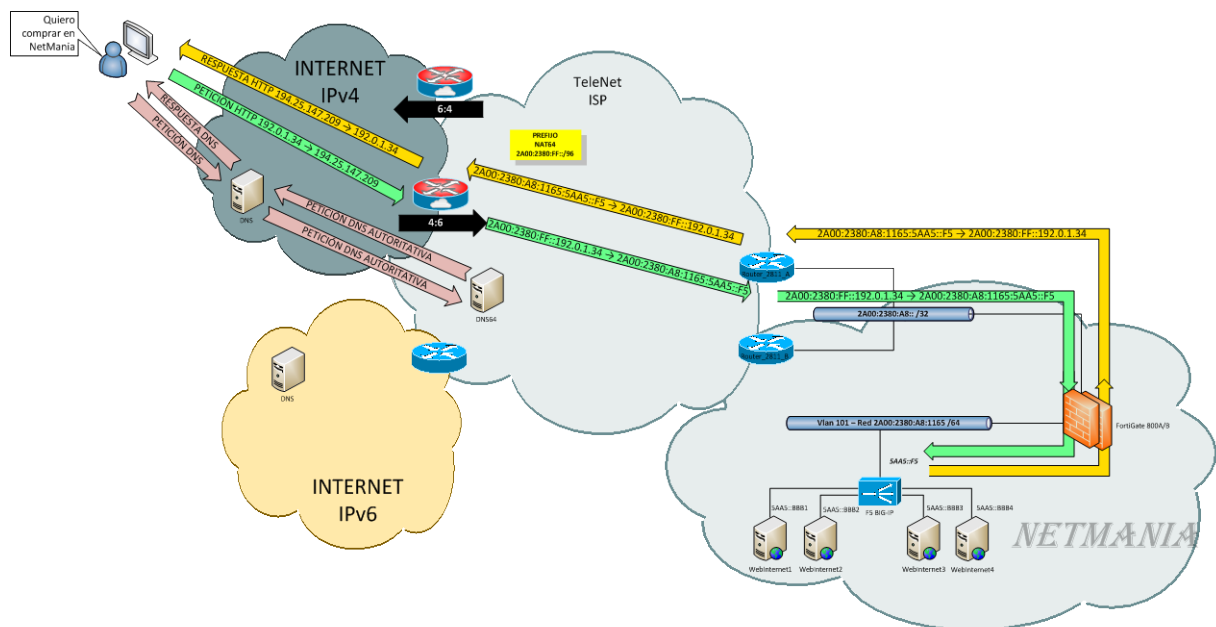 Quiero
comprar en
NetMania
INTERNET
IPv4
TeleNet
ISP
6:4
PREFIJO
NAT64
2A00:2380:FF::/96
RESPUESTA HTTP 194.25.147.209 → 192.0.1.34
PETICIÓN HTTP 192.0.1.34 → 194.25.147.209
RESPUESTA DNS
PETICIÓN DNS
DNS
4:6
2A00:2380:A8:1165:5AA5::F5 → 2A00:2380:FF::192.0.1.34
2A00:2380:FF::192.0.1.34 → 2A00:2380:A8:1165:5AA5::F5
PETICIÓN DNS AUTORITATIVA
PETICIÓN DNS AUTORITATIVA
DNS64
2A00:2380:A8:1165:5AA5::F5 → 2A00:2380:FF::192.0.1.34
Router_2811_A
2A00:2380:FF::192.0.1.34 → 2A00:2380:A8:1165:5AA5::F5
2A00:2380:A8:: /32
Router_2811_B
DNS
INTERNET
IPv6
Vlan 101 – Red 2A00:2380:A8:1165 /64
FortiGate 800A/B
5AA5::F5
F5 BIG-IP
5AA5::BBB1
5AA5::BBB2
5AA5::BBB3
5AA5::BBB4
WebInternet1
WebInternet2
WebInternet3
WebInternet4
NETMANIA